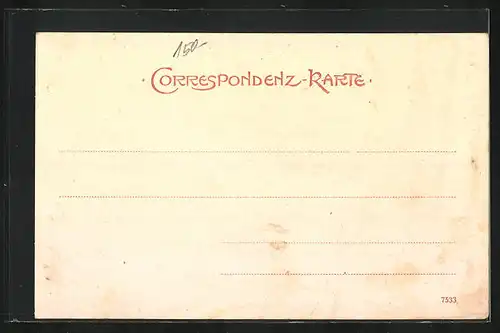 150-
· CORRESPONDENZ-KARTE ·
7533